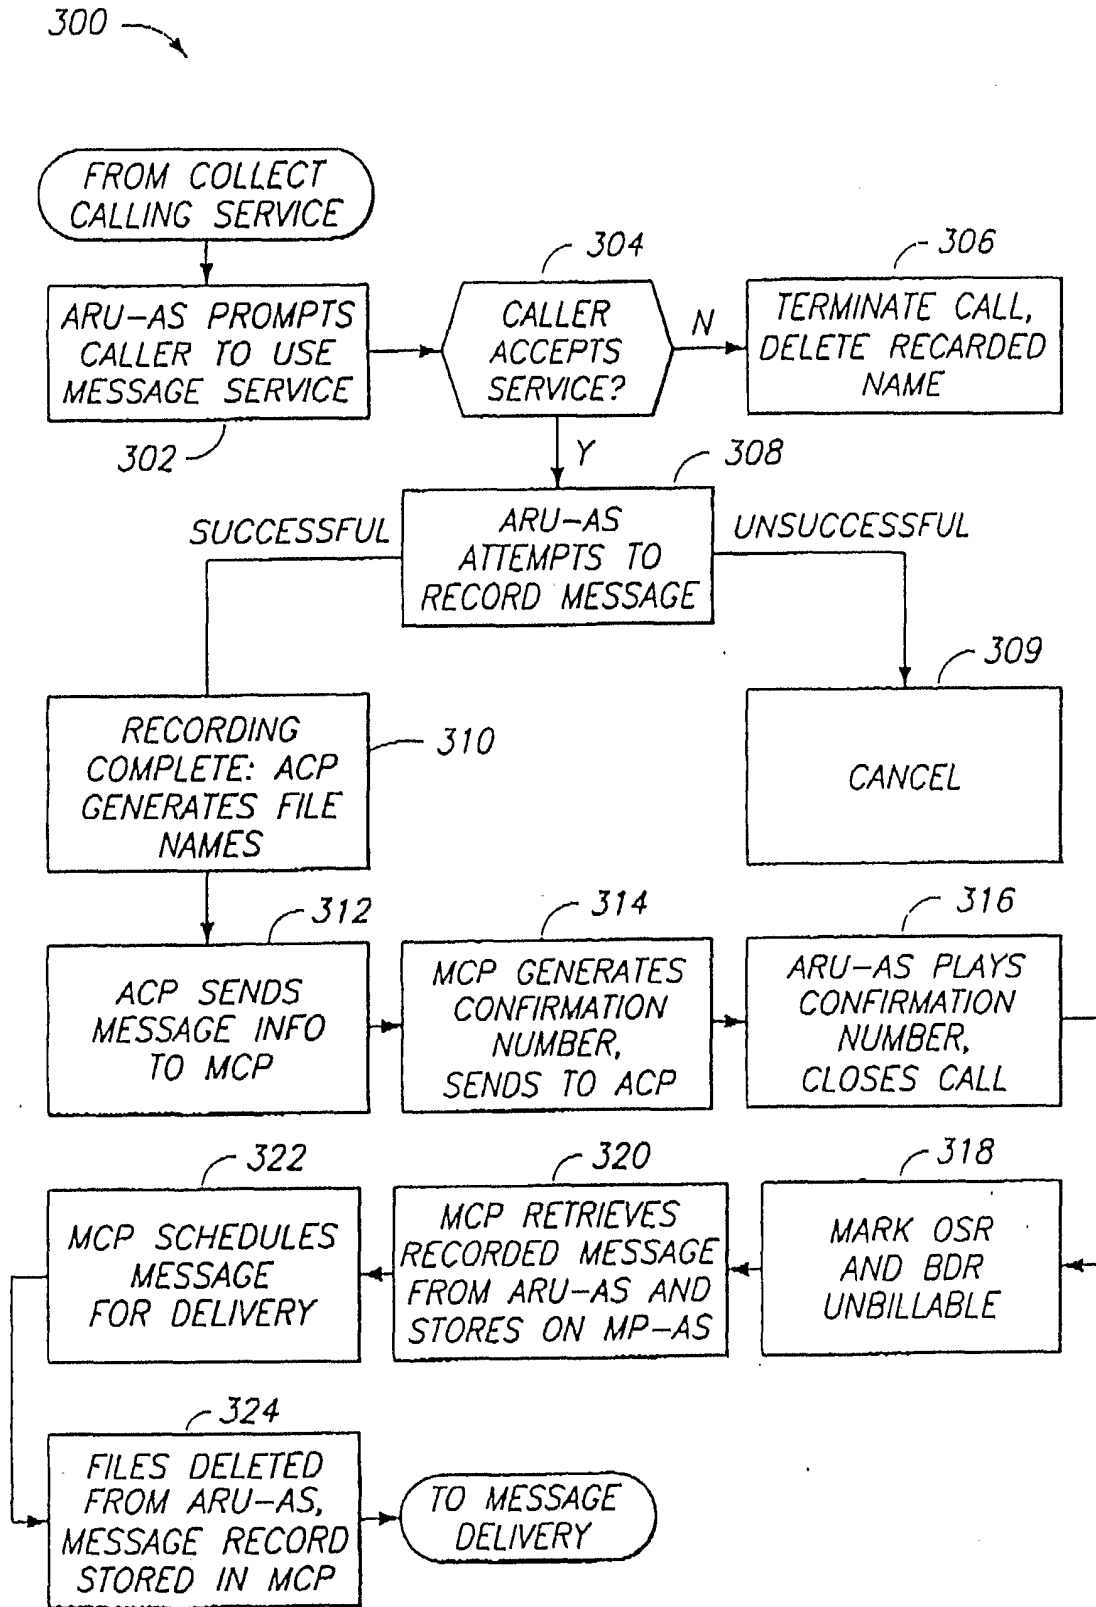 300
FROM COLLECT
CALLING SERVICE
ARU-AS PROMPTS
CALLER TO USE
MESSAGE SERVICE
302
304
CALLER
ACCEPTS
SERVICE?
N
Y
306
TERMINATE CALL,
DELETE RECARDED
NAME
308
ARU-AS
ATTEMPTS TO
RECORD MESSAGE
SUCCESSFUL
UNSUCCESSFUL
309
CANCEL
RECORDING
COMPLETE: ACP
GENERATES FILE
NAMES
310
312
ACP SENDS
MESSAGE INFO
TO MCP
314
MCP GENERATES
CONFIRMATION
NUMBER,
SENDS TO ACP
316
ARU-AS PLAYS
CONFIRMATION
NUMBER,
CLOSES CALL
318
MARK OSR
AND BDR
UNBILLABLE
320
MCP RETRIEVES
RECORDED MESSAGE
FROM ARU-AS AND
STORES ON MP-AS
322
MCP SCHEDULES
MESSAGE
FOR DELIVERY
324
FILES DELETED
FROM ARU-AS,
MESSAGE RECORD
STORED IN MCP
TO MESSAGE
DELIVERY